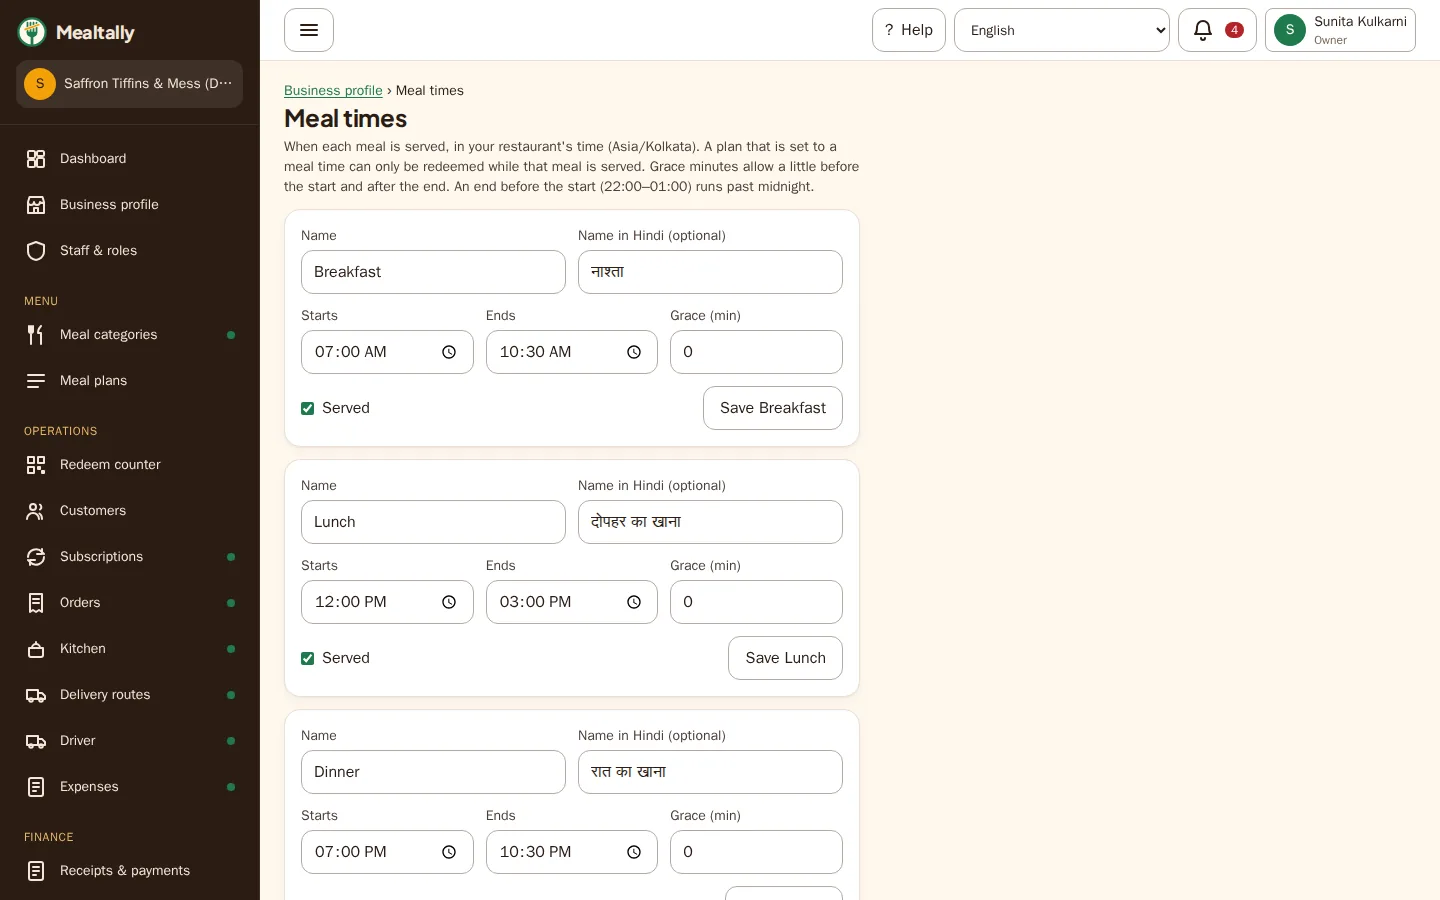 Mealtally
Saffron Tiffins & Mess (D···
Dashboard
Business profile
Staff & roles
MENU
Meal categories
Meal plans
OPERATIONS
Redeem counter
Customers
Subscriptions
Orders
Kitchen
Delivery routes
Driver
Expenses
FINANCE
Receipts & payments
? Help
English
4
S
Sunita Kulkarni
Owner
Business profile › Meal times
Meal times
When each meal is served, in your restaurant's time (Asia/Kolkata). A plan that is set to a
meal time can only be redeemed while that meal is served. Grace minutes allow a little before
the start and after the end. An end before the start (22:00–01:00) runs past midnight.
Name
Name in Hindi (optional)
Breakfast
नाश्ता
Starts
Ends
Grace (min)
07:00 AM
10:30 AM
0
Served
Save Breakfast
Name
Name in Hindi (optional)
Lunch
दोपहर का खाना
Starts
Ends
Grace (min)
12:00 PM
03:00 PM
0
Served
Save Lunch
Name
Name in Hindi (optional)
Dinner
रात का खाना
Starts
Ends
Grace (min)
07:00 PM
10:30 PM
0
S